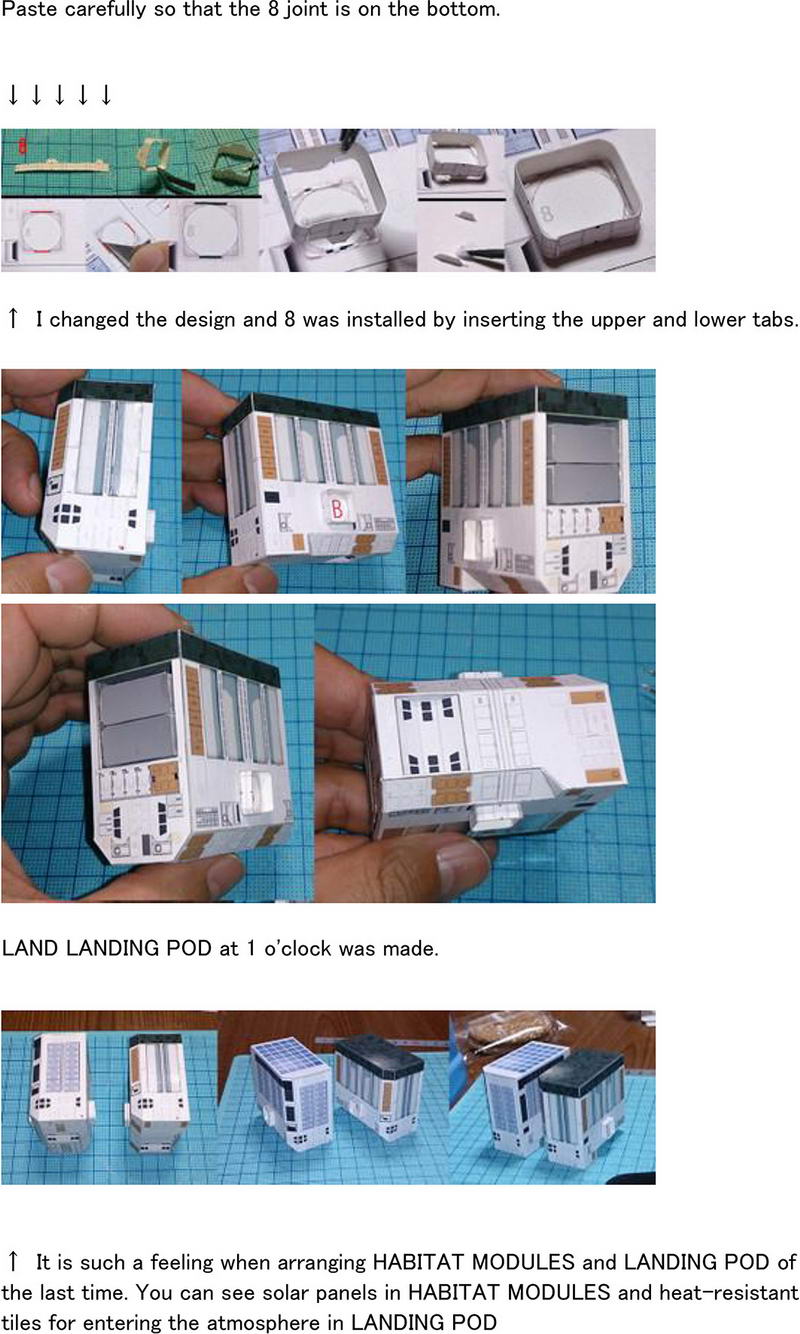 Paste carefully so that the 8 joint is on the bottom.
↓ ↓ ↓ ↓ ↓
8
8
↑ I changed the design and 8 was installed by inserting the upper and lower tabs.
B
LAND LANDING POD at 1 o'clock was made.
↑ It is such a feeling when arranging HABITAT MODULES and LANDING POD of
the last time. You can see solar panels in HABITAT MODULES and heat-resistant
tiles for entering the atmosphere in LANDING POD